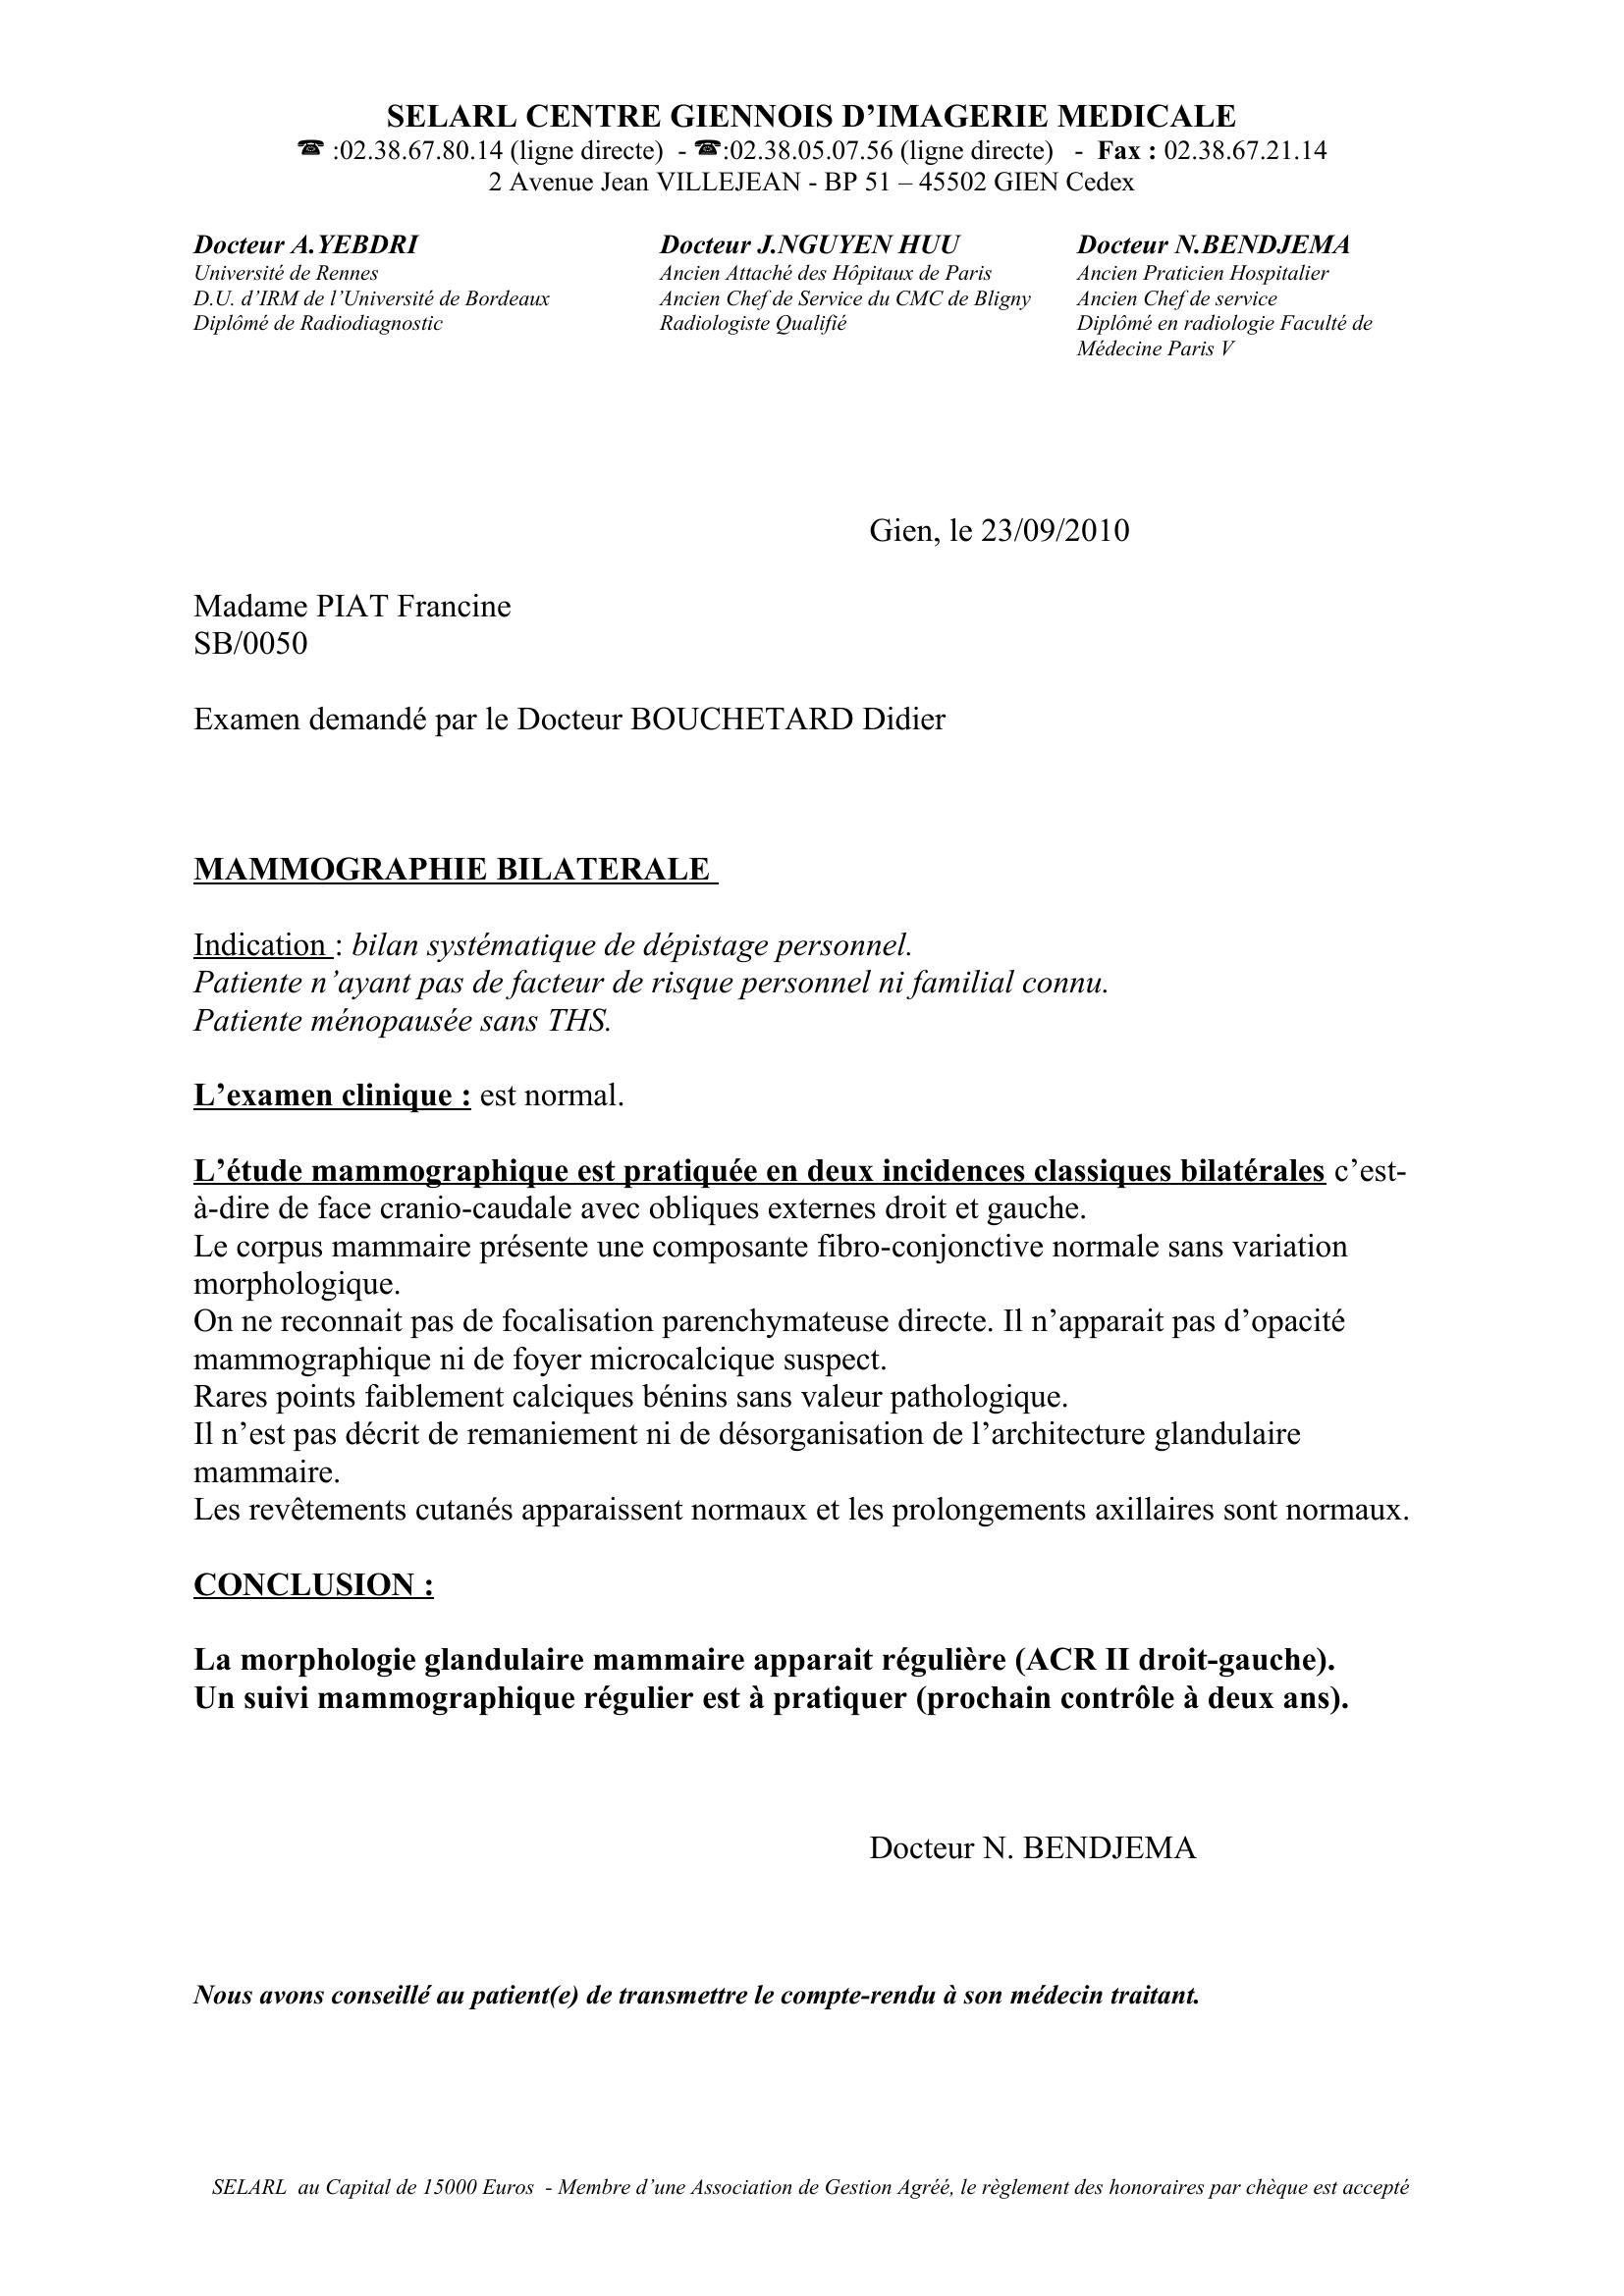 SELARL CENTRE GIENNOIS D’IMAGERIE MEDICALE
☎ :02.38.67.80.14 (ligne directe) - ☎:02.38.05.07.56 (ligne directe) - Fax : 02.38.67.21.14
2 Avenue Jean VILLEJEAN - BP 51 – 45502 GIEN Cedex
Docteur A.YEBDRI
Université de Rennes
D.U. d’IRM de l’Université de Bordeaux
Diplômé de Radiodiagnostic
Docteur J.NGUYEN HUU
Ancien Attaché des Hôpitaux de Paris
Ancien Chef de Service du CMC de Bligny
Radiologiste Qualifié
Docteur N.BENDJEMA
Ancien Praticien Hospitalier
Ancien Chef de service
Diplômé en radiologie Faculté de
Médecine Paris V
Gien, le 23/09/2010
Madame PIAT Francine
SB/0050
Examen demandé par le Docteur BOUCHETARD Didier
MAMMOGRAPHIE BILATERALE
Indication : bilan systématique de dépistage personnel.
Patiente n’ayant pas de facteur de risque personnel ni familial connu.
Patiente ménopausée sans THS.
L’examen clinique : est normal.
L’étude mammographique est pratiquée en deux incidences classiques bilatérales c’est-
à-dire de face cranio-caudale avec obliques externes droit et gauche.
Le corpus mammaire présente une composante fibro-conjonctive normale sans variation
morphologique.
On ne reconnait pas de focalisation parenchymateuse directe. Il n’apparait pas d’opacité
mammographique ni de foyer microcalcique suspect.
Rares points faiblement calciques bénins sans valeur pathologique.
Il n’est pas décrit de remaniement ni de désorganisation de l’architecture glandulaire
mammaire.
Les revêtements cutanés apparaissent normaux et les prolongements axillaires sont normaux.
CONCLUSION :
La morphologie glandulaire mammaire apparait régulière (ACR II droit-gauche).
Un suivi mammographique régulier est à pratiquer (prochain contrôle à deux ans).
Docteur N. BENDJEMA
Nous avons conseillé au patient(e) de transmettre le compte-rendu à son médecin traitant.
SELARL au Capital de 15000 Euros - Membre d’une Association de Gestion Agréé, le règlement des honoraires par chèque est accepté